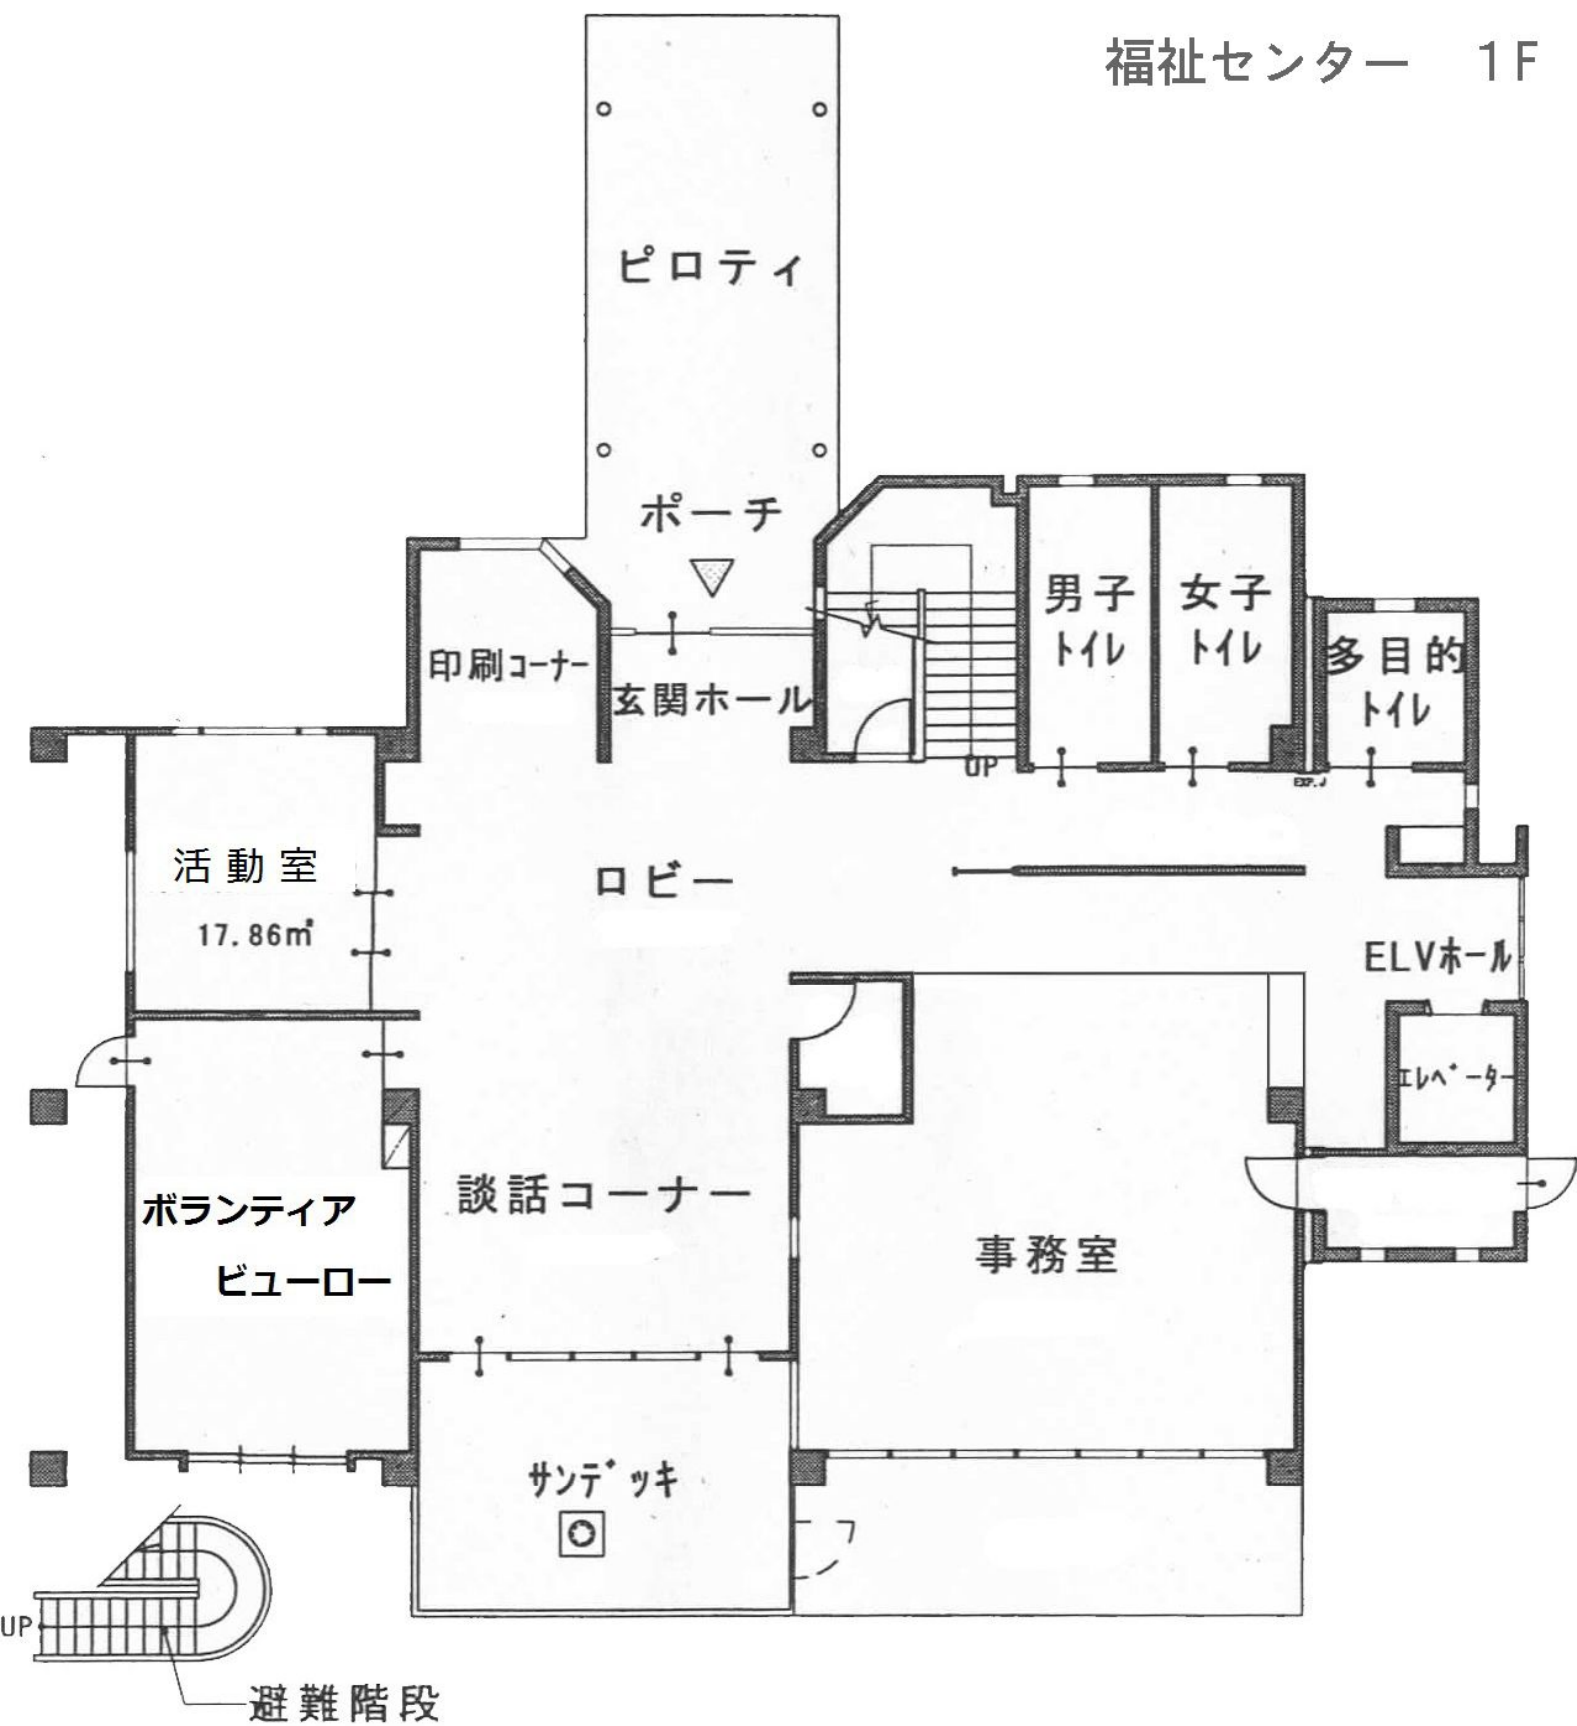 福祉センター 1F
ピロティ
ポーチ
男子
トイレ
女子
トイレ
多目的
トイレ
印刷コーナー
玄関ホール
UP
EXP.J
活動室
17.86㎡
ロビー
ELVホール
エレベーター
談話コーナー
ボランティア
ビューロー
事務室
サンデッキ
UP
避難階段